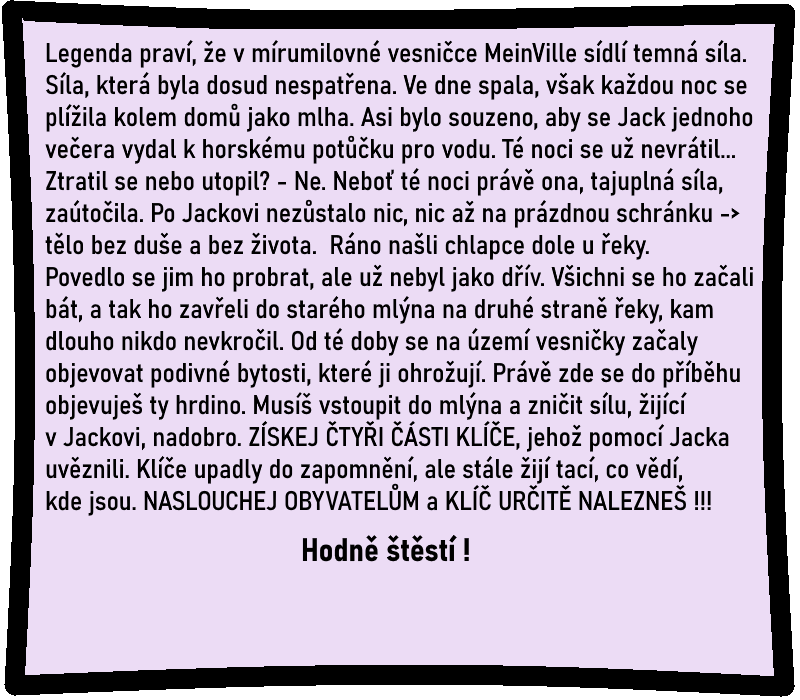 Legenda praví, že v mírumilovné vesničce MeinVille sídlí temná síla.
Síla, která byla dosud nespatřena. Ve dne spala, však každou noc se
plížila kolem domů jako mlha. Asi bylo souzeno, aby se Jack jednoho
večera vydal k horskému potůčku pro vodu. Té noci se už nevrátil...
Ztratil se nebo utopil? - Ne. Neboť té noci právě ona, tajuplná síla,
zaútočila. Po Jackovi nezůstalo nic, nic až na prázdnou schránku ->
tělo bez duše a bez života. Ráno našli chlapce dole u řeky.
Povedlo se jim ho probrat, ale už nebyl jako dřív. Všichni se ho začali
bát, a tak ho zavřeli do starého mlýna na druhé straně řeky, kam
dlouho nikdo nevkročil. Od té doby se na území vesničky začaly
objevovat podivné bytosti, které ji ohrožují. Právě zde se do příběhu
objevuješ ty hrdino. Musíš vstoupit do mlýna a zničit sílu, žijící
v Jackovi, nadobro. ZÍSKEJ ČTYŘI ČÁSTI KLÍČE, jehož pomocí Jacka
uvěznili. Klíče upadly do zapomnění, ale stále žijí tací, co vědí,
kde jsou. NASLOUCHEJ OBYVATELŮM a KLÍČ URČITĚ NALEZNEŠ !!!
Hodně štěstí !